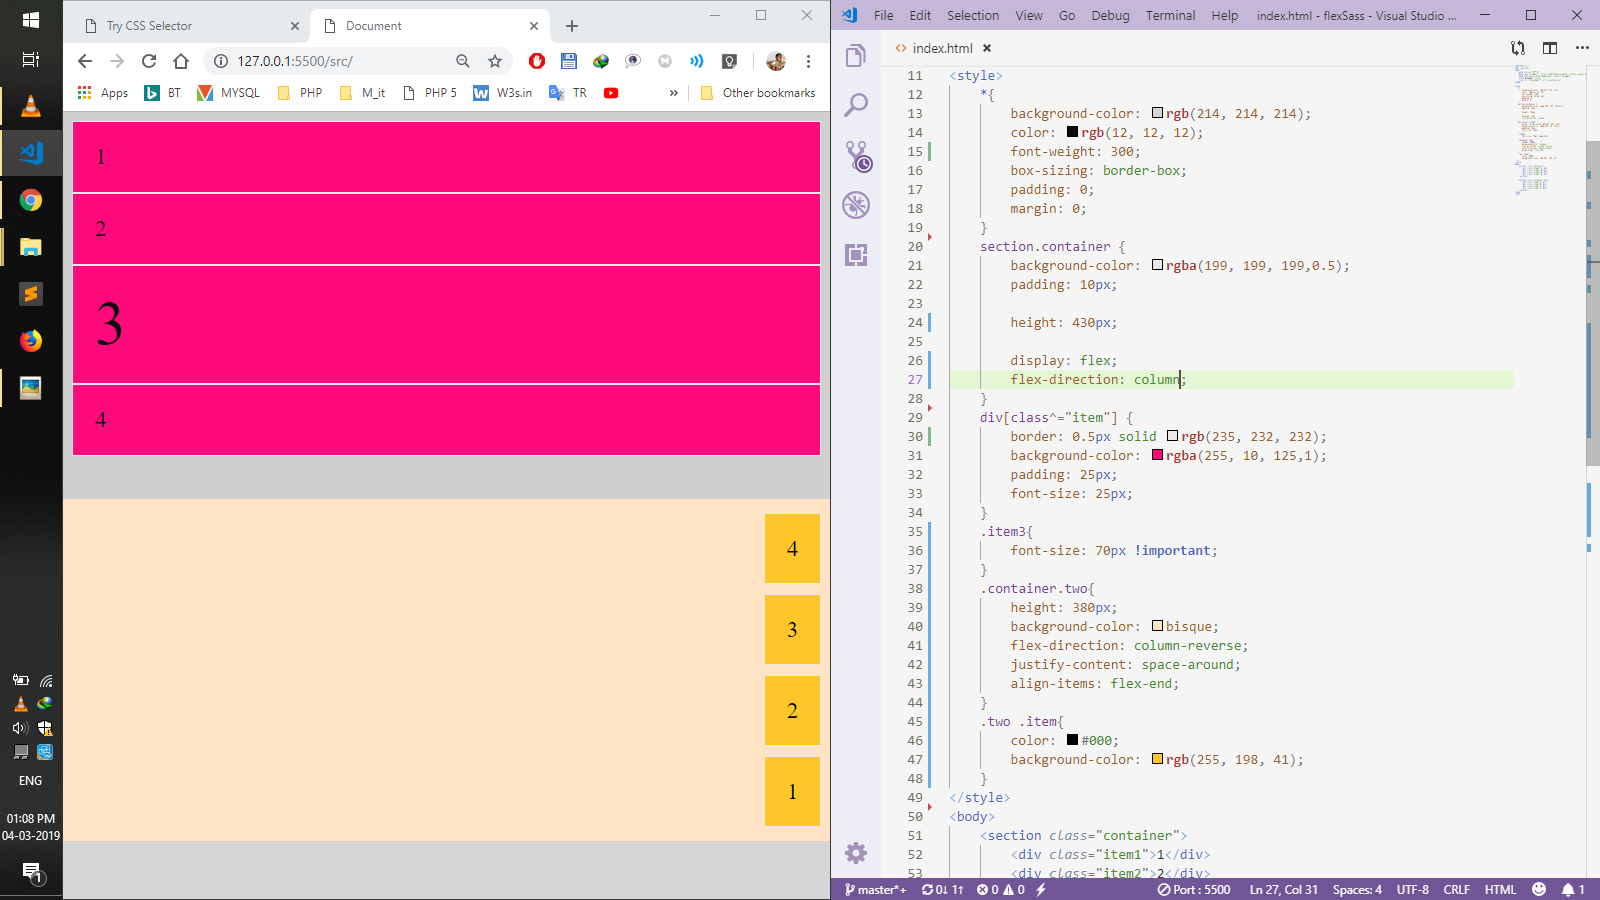 Try CSS Selector
Document
127.0.0.1:5500/src/
Apps
BT
MYSQL
PHP
M_it
PHP 5
W3s.in
TR
»
Other bookmarks
1
2
3
4
4
3
2
1
ENG
01:08 PM
04-03-2019
1
File Edit Selection View Go Debug Terminal Help index.html - flexSass - Visual Studio ...
index.html
11 <style>
12 *{
13 background-color: rgb(214, 214, 214);
14 color: rgb(12, 12, 12);
15 font-weight: 300;
16 box-sizing: border-box;
17 padding: 0;
18 margin: 0;
19 }
20 section.container {
21 background-color: rgba(199, 199, 199,0.5);
22 padding: 10px;
23
24 height: 430px;
25
26 display: flex;
27 flex-direction: column;
28 }
29 div[class^="item"] {
30 border: 0.5px solid rgb(235, 232, 232);
31 background-color: rgba(255, 10, 125,1);
32 padding: 25px;
33 font-size: 25px;
34 }
35 .item3{
36 font-size: 70px !important;
37 }
38 .container.two{
39 height: 380px;
40 background-color: bisque;
41 flex-direction: column-reverse;
42 justify-content: space-around;
43 align-items: flex-end;
44 }
45 .two .item{
46 color: #000;
47 background-color: rgb(255, 198, 41);
48 }
49 </style>
50 <body>
51 <section class="container">
52 <div class="item1">1</div>
53 <div class="item2">2</div>
master*+ 0↓ 1↑ 0 0 Port : 5500 Ln 27, Col 31 Spaces: 4 UTF-8 CRLF HTML 1